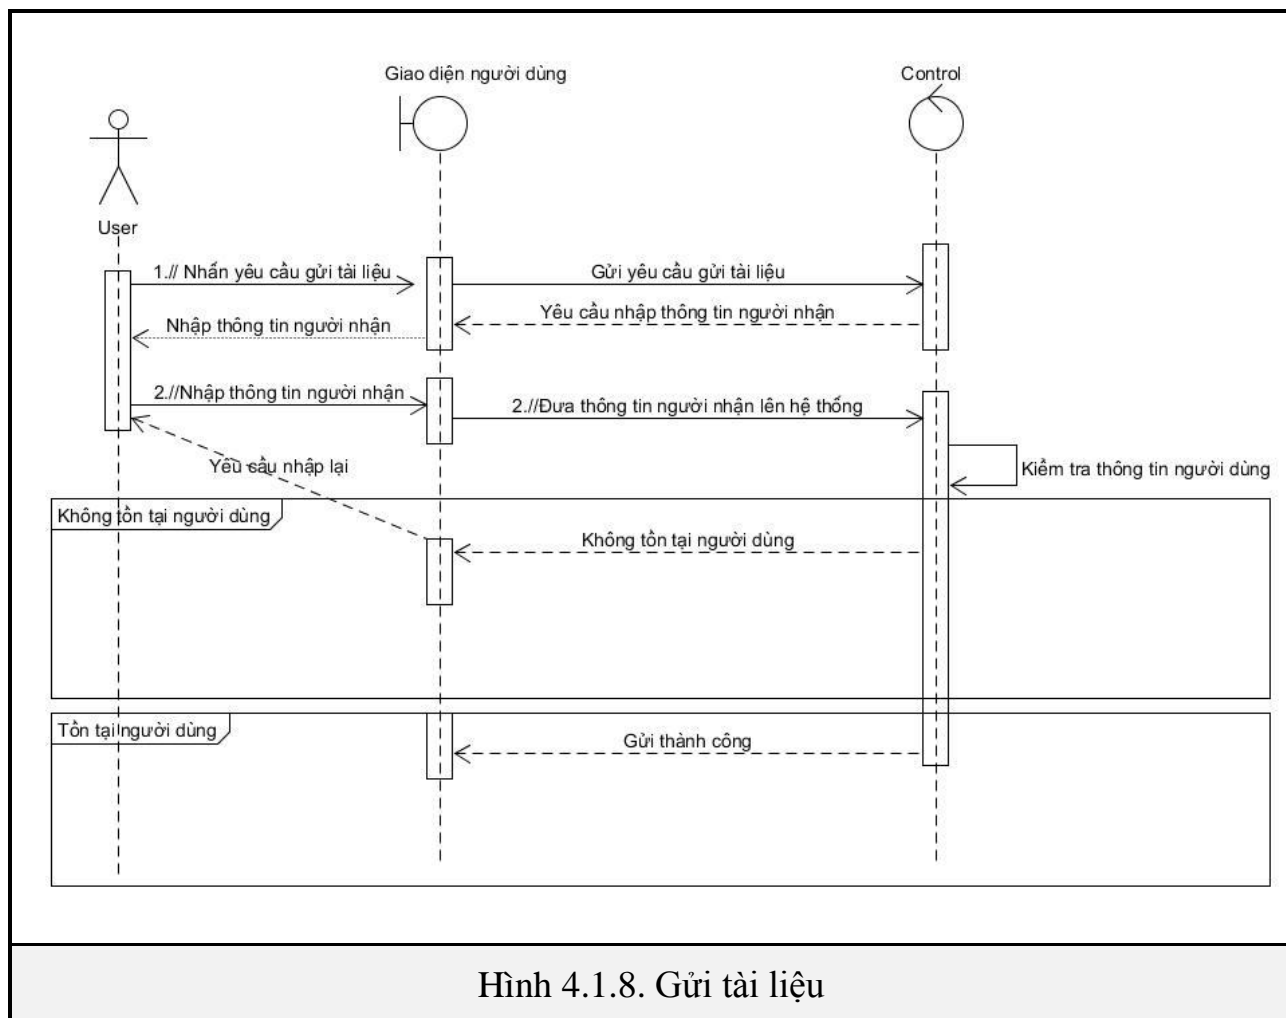 Giao diện người dùng
Control
User
1.// Nhấn yêu cầu gửi tài liệu
Gửi yêu cầu gửi tài liệu
Yêu cầu nhập thông tin người nhận
Nhập thông tin người nhận
2.//Nhập thông tin người nhận
2.//Đưa thông tin người nhận lên hệ thống
Yêu cầu nhập lại
Kiểm tra thông tin người dùng
Không tồn tại người dùng
Không tồn tại người dùng
Tồn tại người dùng
Gửi thành công
Hình 4.1.8. Gửi tài liệu